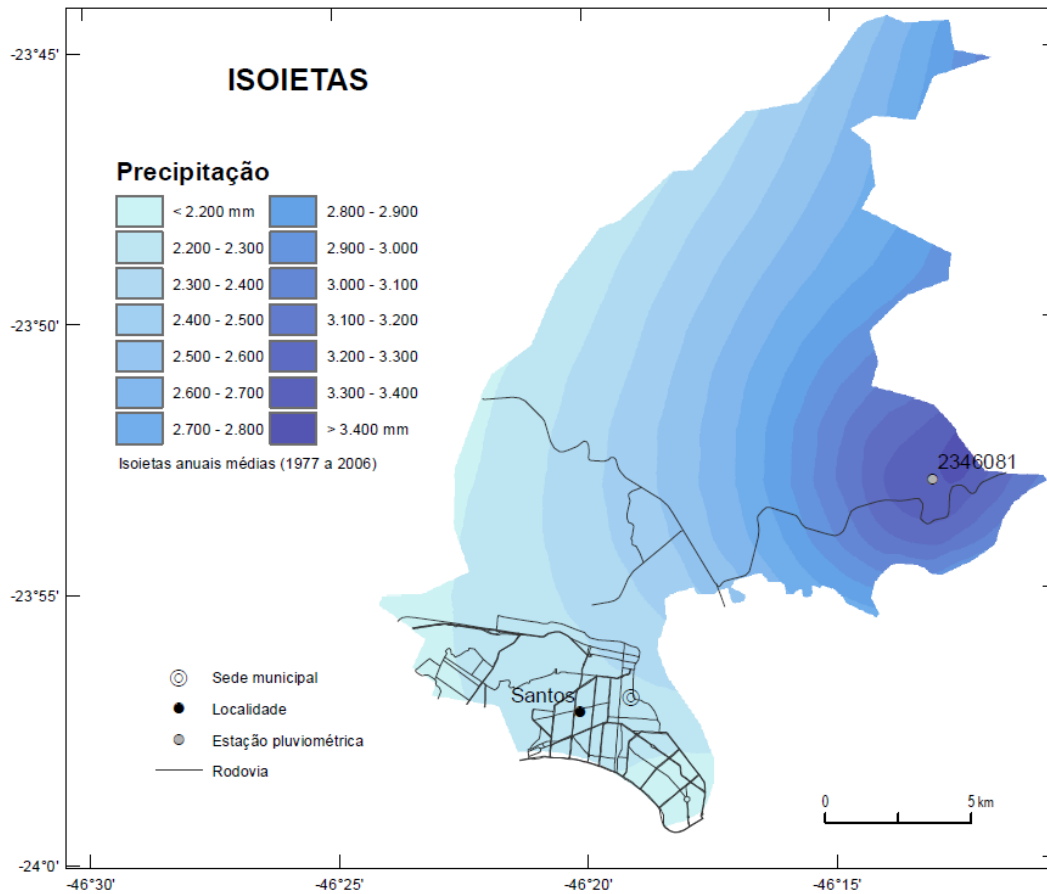 ISOIETAS
Precipitação
< 2.200 mm
2.200 - 2.300
2.300 - 2.400
2.400 - 2.500
2.500 - 2.600
2.600 - 2.700
2.700 - 2.800
2.800 - 2.900
2.900 - 3.000
3.000 - 3.100
3.100 - 3.200
3.200 - 3.300
3.300 - 3.400
> 3.400 mm
Isoietas anuais médias (1977 a 2006)
2346081
Santos
Sede municipal
Localidade
Estação pluviométrica
Rodovia
0
5 km
-23°45'
-23°50'
-23°55'
-24°0'
-46°30'
-46°25'
-46°20'
-46°15'